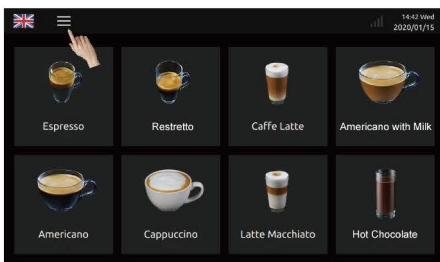 14:42 Wed
2020/01/15
Espresso
Restretto
Caffe Latte
Americano with Milk
Americano
Cappuccino
Latte Macchiato
Hot Chocolate